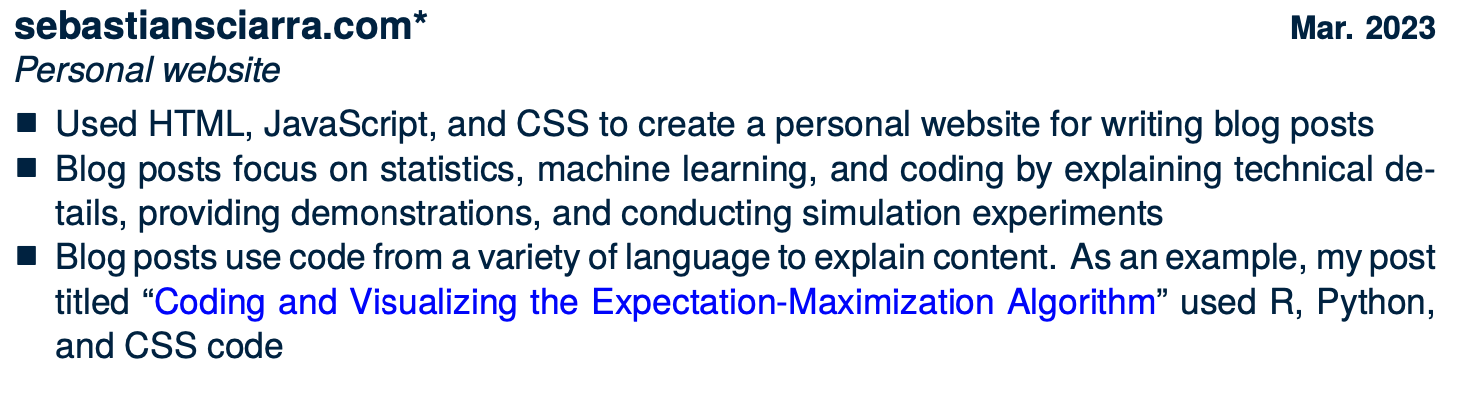 sebastiansciarra.com* Mar. 2023
Personal website
■ Used HTML, JavaScript, and CSS to create a personal website for writing blog posts
■ Blog posts focus on statistics, machine learning, and coding by explaining technical de-
tails, providing demonstrations, and conducting simulation experiments
■ Blog posts use code from a variety of language to explain content. As an example, my post
titled “Coding and Visualizing the Expectation-Maximization Algorithm” used R, Python,
and CSS code